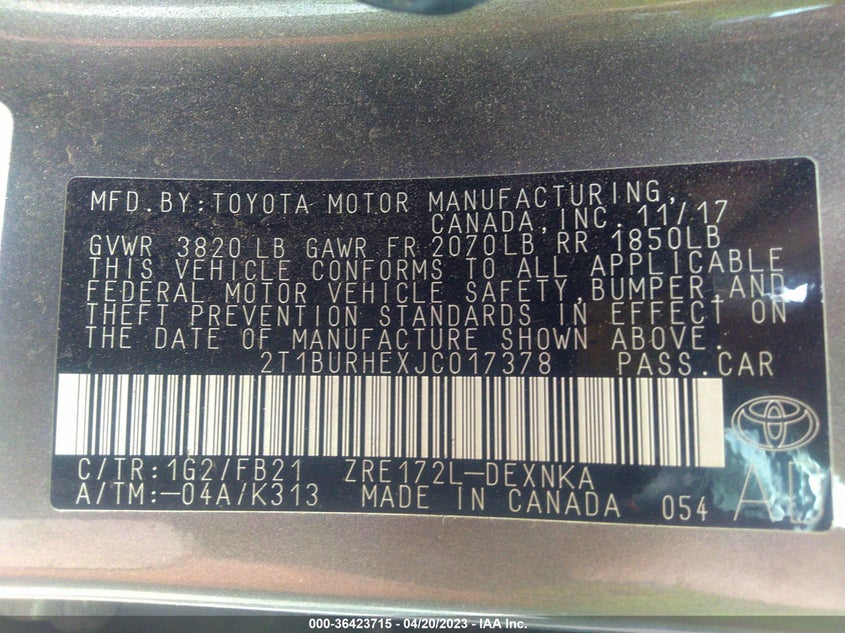 MFD.BY:TOYOTA MOTOR MANUFACTURING,
CANADA,INC. 11/17
GVWR 3820 LB GAWR FR 2070LB RR 1850LB
THIS VEHICLE CONFORMS TO ALL APPLICABLE
FEDERAL MOTOR VEHICLE SAFETY,BUMPER,AND
THEFT PREVENTION STANDARDS IN EFFECT ON
THE DATE OF MANUFACTURE SHOWN ABOVE.
2T1BURHEXJC017378 PASS.CAR
C/TR:1G2/FB21 ZRE172L-DEXNKA
A/TM:-04A/K313 MADE IN CANADA 054
AD
000-36423715 - 04/20/2023 - IAA Inc.